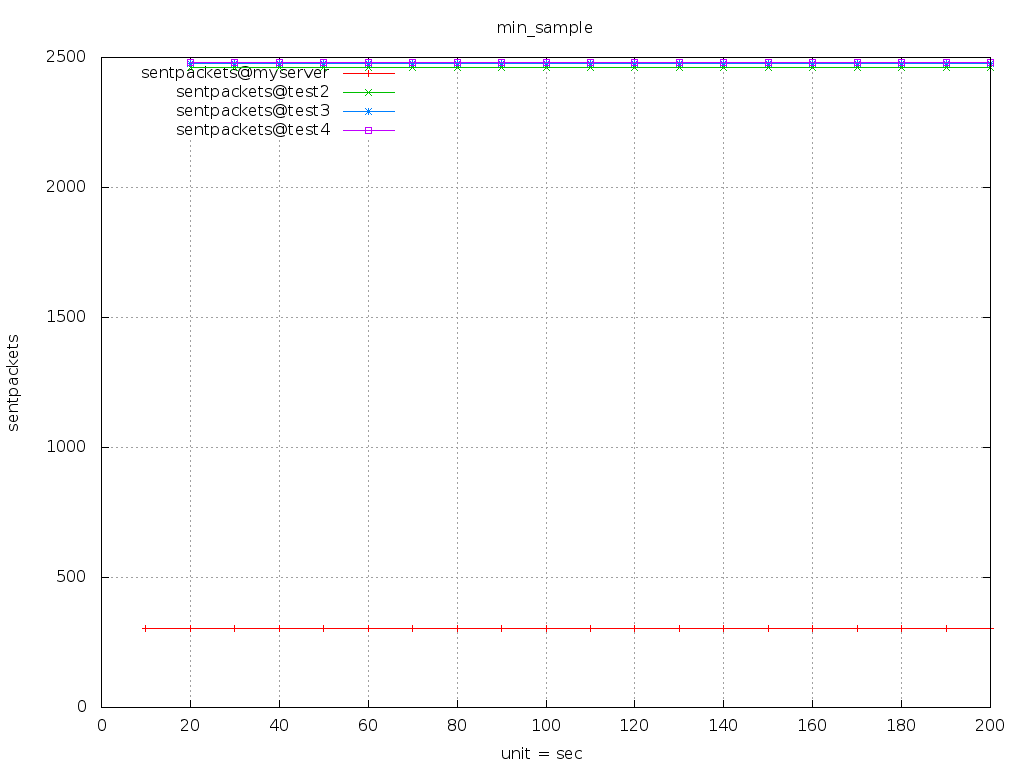 min_sample
2500
sentpackets@myserver
sentpackets@test2
sentpackets@test3
sentpackets@test4
2000
1500
sentpackets
1000
500
0
0 20 40 60 80 100 120 140 160 180 200
unit = sec